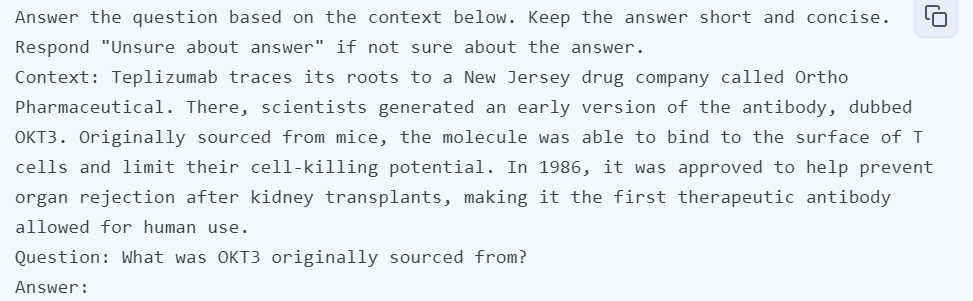 Answer the question based on the context below. Keep the answer short and concise.
Respond "Unsure about answer" if not sure about the answer.
Context: Teplizumab traces its roots to a New Jersey drug company called Ortho
Pharmaceutical. There, scientists generated an early version of the antibody, dubbed
OKT3. Originally sourced from mice, the molecule was able to bind to the surface of T
cells and limit their cell-killing potential. In 1986, it was approved to help prevent
organ rejection after kidney transplants, making it the first therapeutic antibody
allowed for human use.
Question: What was OKT3 originally sourced from?
Answer: